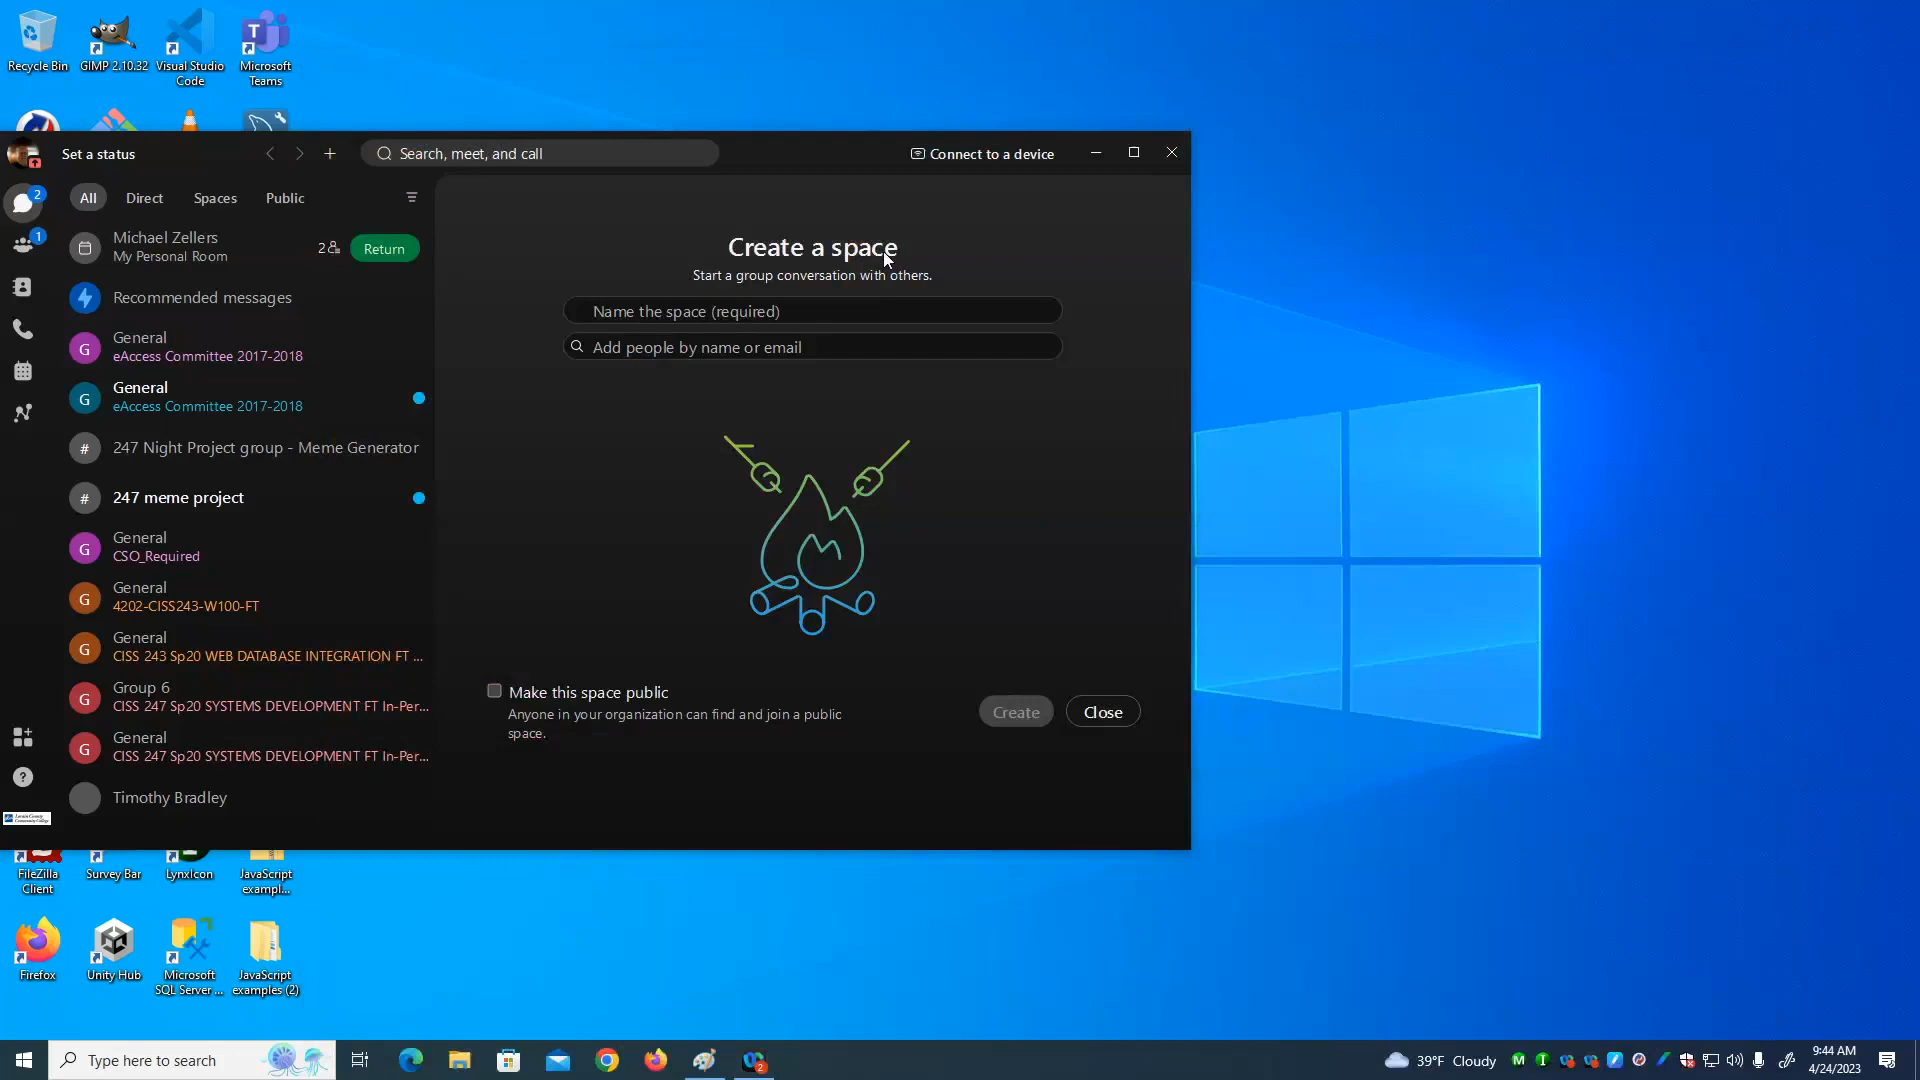 Recycle Bin
GIMP 2.10.32
Visual Studio
Code
Microsoft
Teams
Set a status
Search, meet, and call
Connect to a device
2
1
All
Direct
Spaces
Public
Michael Zellers
My Personal Room
2
Return
Recommended messages
G
General
eAccess Committee 2017-2018
G
General
eAccess Committee 2017-2018
#
247 Night Project group - Meme Generator
#
247 meme project
G
General
CSO_Required
G
General
4202-CISS243-W100-FT
G
General
CISS 243 Sp20 WEB DATABASE INTEGRATION FT ...
G
Group 6
CISS 247 Sp20 SYSTEMS DEVELOPMENT FT In-Per...
G
General
CISS 247 Sp20 SYSTEMS DEVELOPMENT FT In-Per...
Timothy Bradley
Create a space
Start a group conversation with others.
Name the space (required)
Add people by name or email
Make this space public
Anyone in your organization can find and join a public
space.
Create
Close
FileZilla
Client
Survey Bar
LynxIcon
JavaScript
exampl...
Firefox
Unity Hub
Microsoft
SQL Server ...
JavaScript
examples (2)
Type here to search
2
39°F Cloudy
9:44 AM
4/24/2023